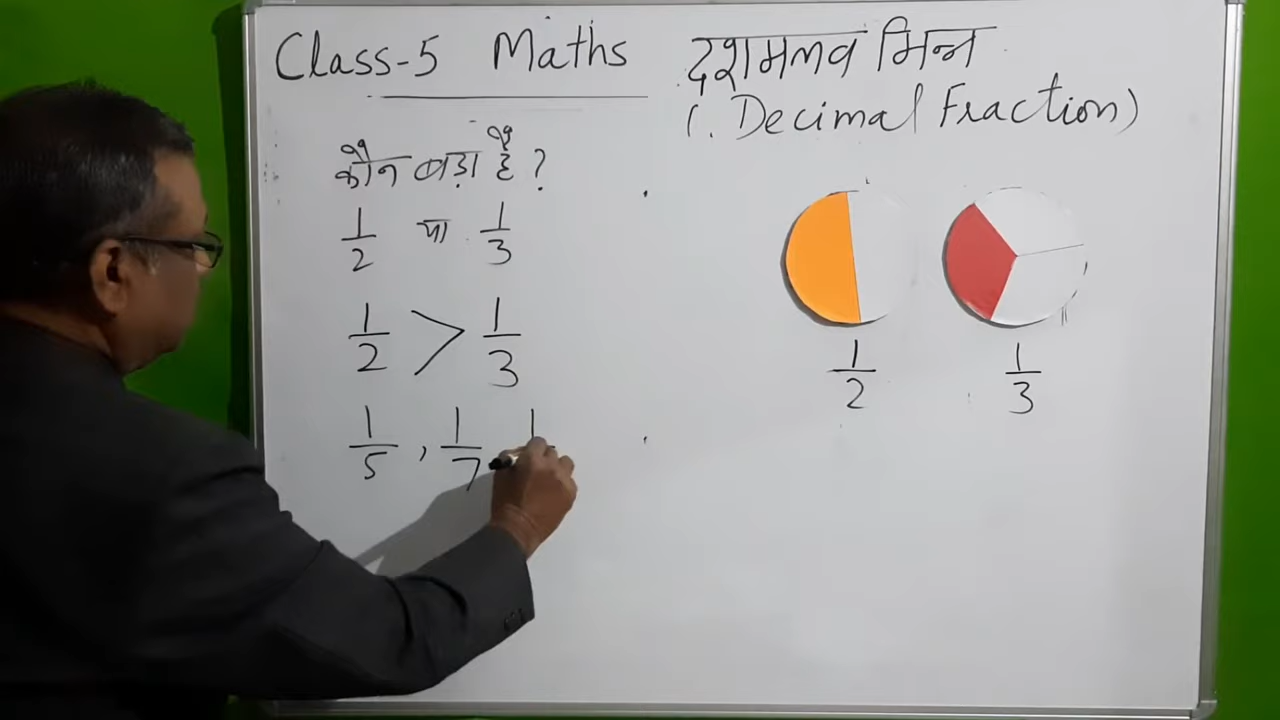 Class-5 Maths दशमलव भिन्न
(. Decimal Fraction)
कौन बड़ा है ?
1/2 या 1/3
1/2 > 1/3
1/5 , 1/7
1/2 1/3